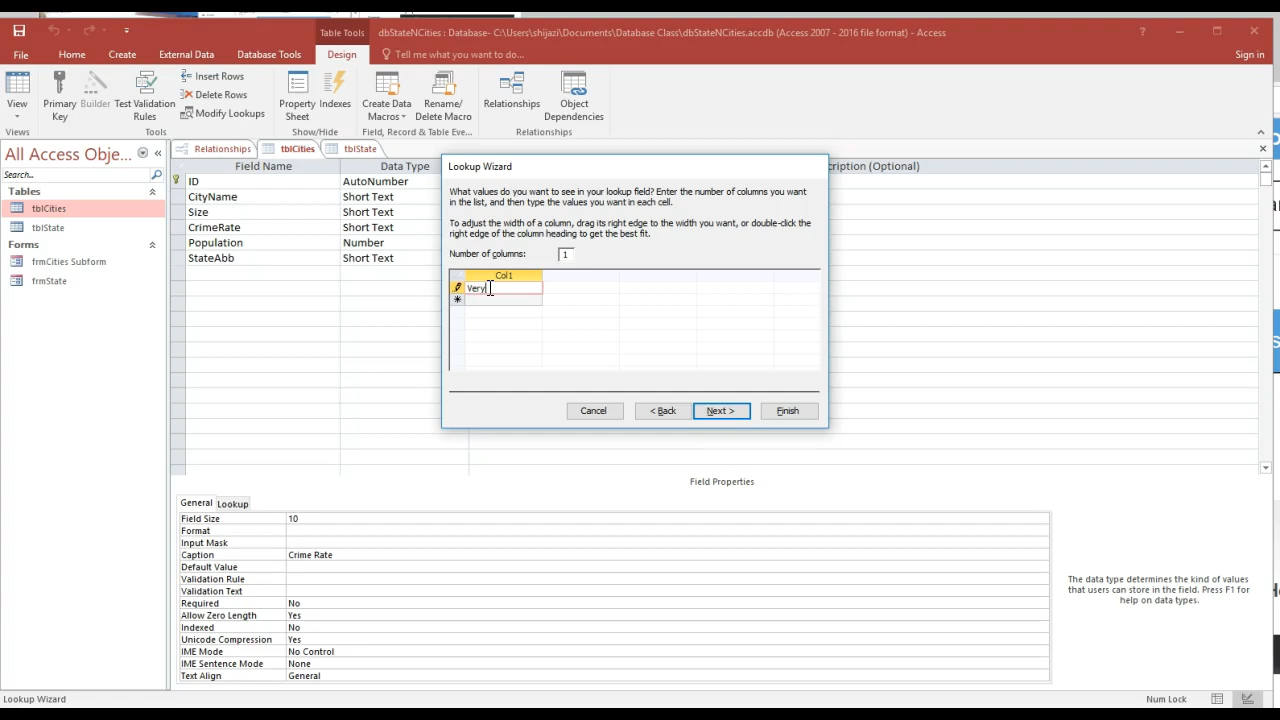 Table Tools
dbStateNCities : Database- C:\Users\shijazi\Documents\Database Class\dbStateNCities.accdb (Access 2007 - 2016 file format) - Access
?
File
Home
Create
External Data
Database Tools
Design
Tell me what you want to do...
Sign in
View
Primary Key
Builder
Test Validation Rules
Insert Rows
Delete Rows
Modify Lookups
Property Sheet
Indexes
Create Data Macros
Rename/ Delete Macro
Relationships
Object Dependencies
Views
Tools
Show/Hide
Field, Record & Table Eve...
Relationships
All Access Obje...
Search...
Tables
tblCities
tblState
Forms
frmCities Subform
frmState
Relationships
tblCities
tblState
Field Name
Data Type
cription (Optional)
ID
AutoNumber
CityName
Short Text
Size
Short Text
CrimeRate
Short Text
Population
Number
StateAbb
Short Text
Lookup Wizard
What values do you want to see in your lookup field? Enter the number of columns you want
in the list, and then type the values you want in each cell.
To adjust the width of a column, drag its right edge to the width you want, or double-click the
right edge of the column heading to get the best fit.
Number of columns:
1
Col1
Very
Cancel
< Back
Next >
Finish
Field Properties
General
Lookup
Field Size
10
Format
Input Mask
Caption
Crime Rate
Default Value
Validation Rule
Validation Text
Required
No
Allow Zero Length
Yes
Indexed
No
Unicode Compression
Yes
IME Mode
No Control
IME Sentence Mode
None
Text Align
General
The data type determines the kind of values
that users can store in the field. Press F1 for
help on data types.
Lookup Wizard
Num Lock